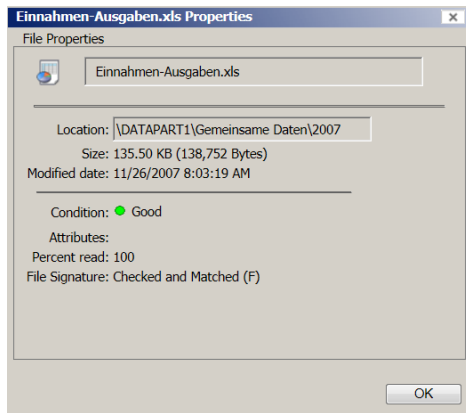 Einnahmen-Ausgaben.xls Properties
File Properties
Einnahmen-Ausgaben.xls
Location: \DATAPART1\Gemeinsame Daten\2007
Size: 135.50 KB (138,752 Bytes)
Modified date: 11/26/2007 8:03:19 AM
Condition: Good
Attributes:
Percent read: 100
File Signature: Checked and Matched (F)
OK